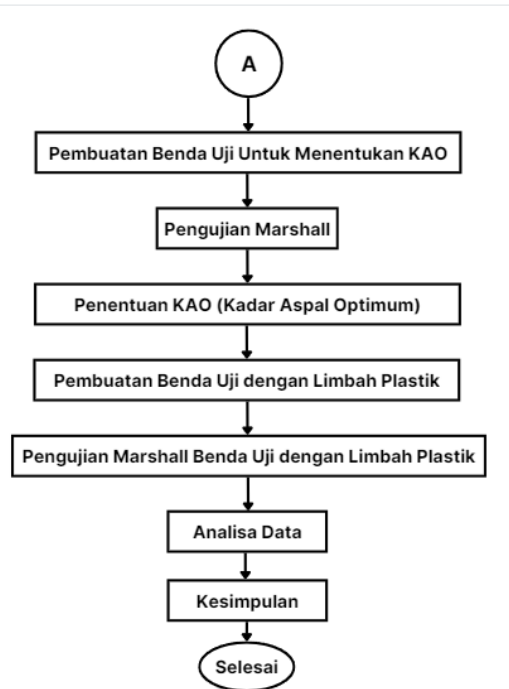 A
Pembuatan Benda Uji Untuk Menentukan KAO
Pengujian Marshall
Penentuan KAO (Kadar Aspal Optimum)
Pembuatan Benda Uji dengan Limbah Plastik
Pengujian Marshall Benda Uji dengan Limbah Plastik
Analisa Data
Kesimpulan
Selesai